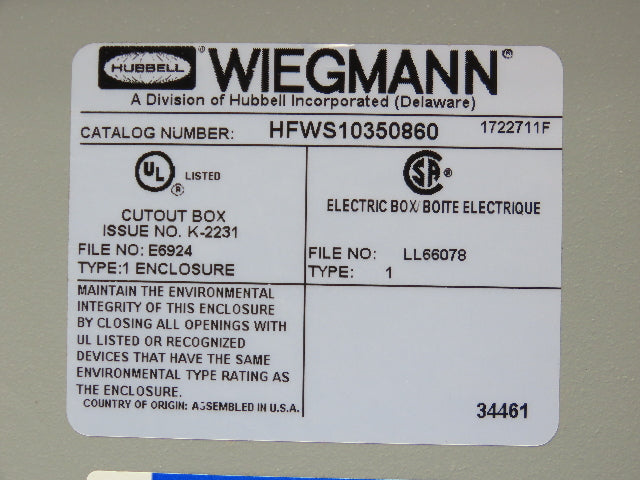 HUBBELL ® WIEGMANN ®
A Division of Hubbell Incorporated (Delaware)
CATALOG NUMBER: HFWS10350860 1722711F
UL ® LISTED
CUTOUT BOX
ISSUE NO. K-2231
FILE NO: E6924
TYPE:1 ENCLOSURE
SA ®
ELECTRIC BOX/BOITE ELECTRIQUE
FILE NO: LL66078
TYPE: 1
MAINTAIN THE ENVIRONMENTAL
INTEGRITY OF THIS ENCLOSURE
BY CLOSING ALL OPENINGS WITH
UL LISTED OR RECOGNIZED
DEVICES THAT HAVE THE SAME
ENVIRONMENTAL TYPE RATING AS
THE ENCLOSURE.
COUNTRY OF ORIGIN: ASSEMBLED IN U.S.A.
34461